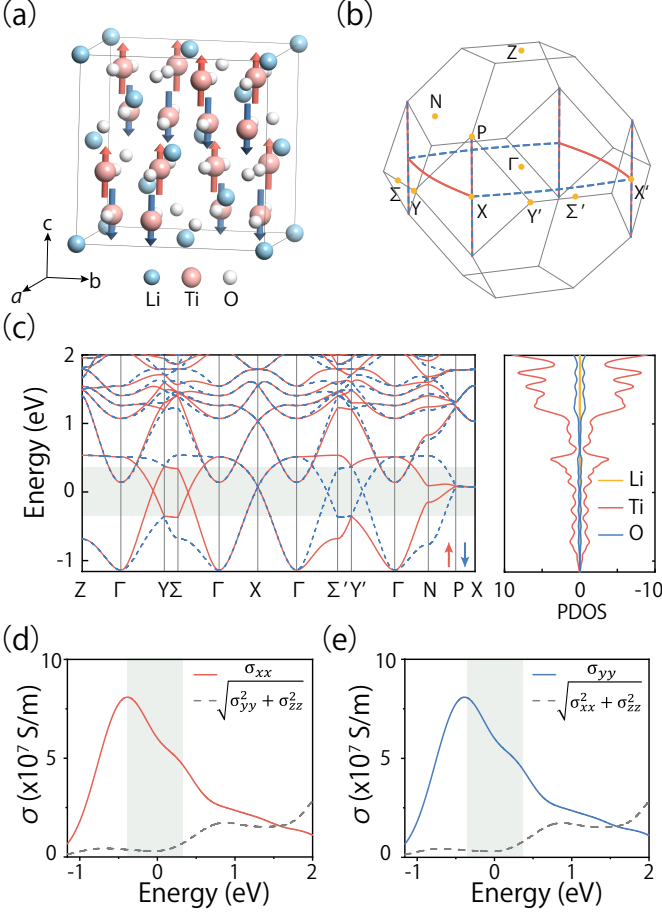 (a)
c
b
a
Li Ti O
(b)
Z
N
P
Γ
Σ Y X Y' Σ' X'
(c)
Energy (eV)
2
1
0
-1
Z Γ YΣ Γ X Γ Σ'Y' Γ N P X
Li
Ti
O
10 0 -10
PDOS
(d)
σ (x10⁷ S/m)
10
5
0
σxx
√σ²yy + σ²zz
-1 0 1 2
Energy (eV)
(e)
σ (x10⁷ S/m)
10
5
0
σyy
√σ²xx + σ²zz
-1 0 1 2
Energy (eV)